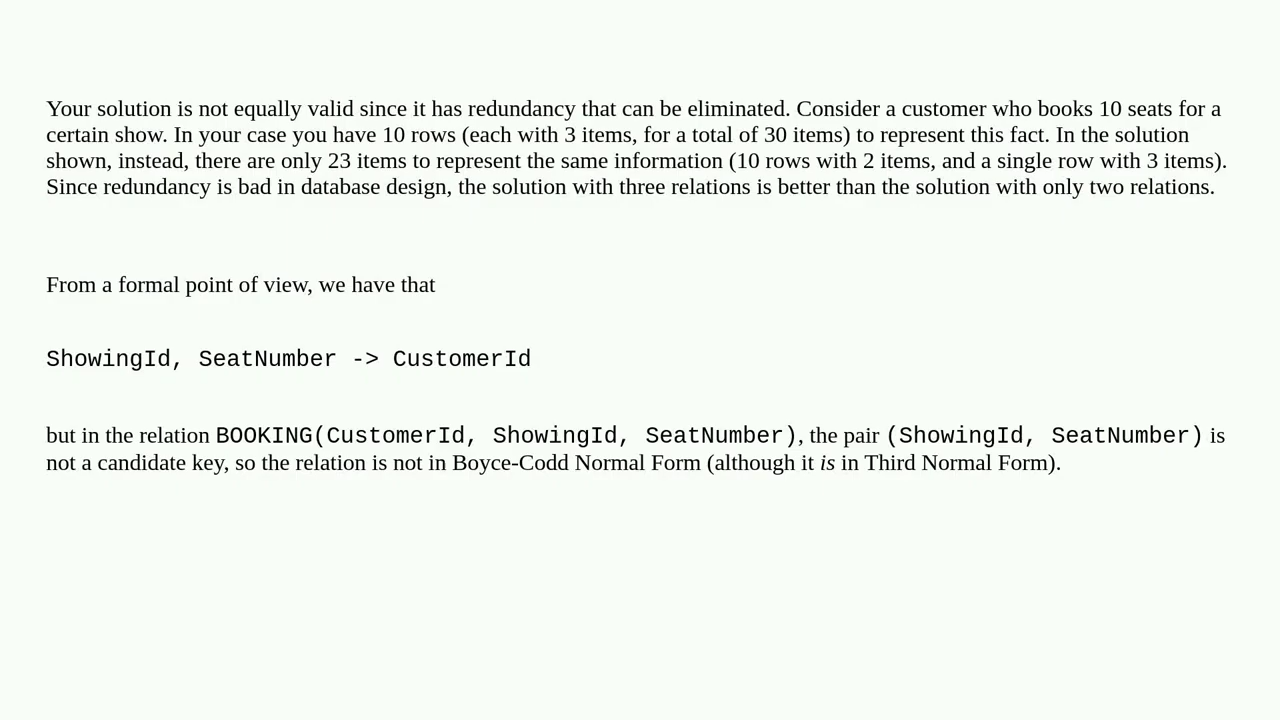 Your solution is not equally valid since it has redundancy that can be eliminated. Consider a customer who books 10 seats for a
certain show. In your case you have 10 rows (each with 3 items, for a total of 30 items) to represent this fact. In the solution
shown, instead, there are only 23 items to represent the same information (10 rows with 2 items, and a single row with 3 items).
Since redundancy is bad in database design, the solution with three relations is better than the solution with only two relations.
From a formal point of view, we have that
ShowingId, SeatNumber -> CustomerId
but in the relation BOOKING(CustomerId, ShowingId, SeatNumber), the pair (ShowingId, SeatNumber) is
not a candidate key, so the relation is not in Boyce-Codd Normal Form (although it is in Third Normal Form).